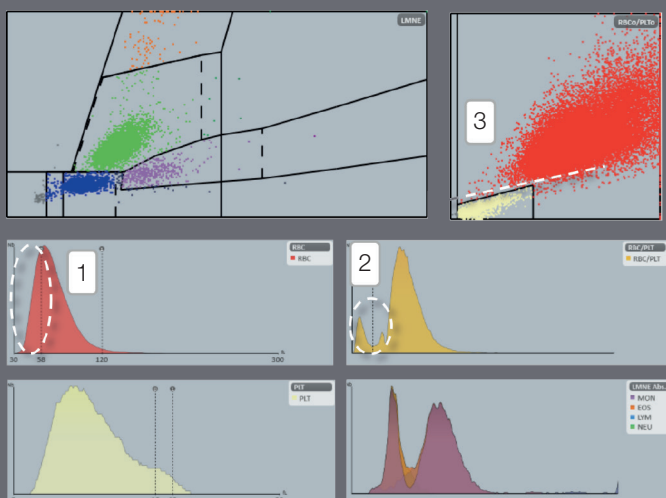 LMNE
RBCo/PLTo
3
RBC
RBC
1
30
58
120
300
RBC/PLT
RBC/PLT
2
PLT
PLT
LMNE Abs.
MON
EOS
LYM
NEU